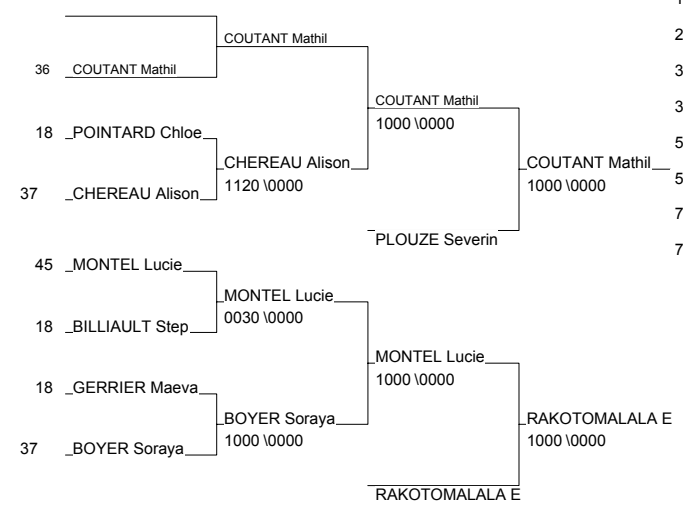 COUTANT Mathil
36 COUTANT Mathil
COUTANT Mathil
1000 \0000
18 POINTARD Chloe
CHEREAU Alison
1120 \0000
37 CHEREAU Alison
COUTANT Mathil
1000 \0000
PLOUZE Severin
45 MONTEL Lucie
MONTEL Lucie
0030 \0000
18 BILLIAULT Step
MONTEL Lucie
1000 \0000
18 GERRIER Maeva
BOYER Soraya
1000 \0000
37 BOYER Soraya
RAKOTOMALALA E
1000 \0000
RAKOTOMALALA E
2
3
3
5
5
7
7